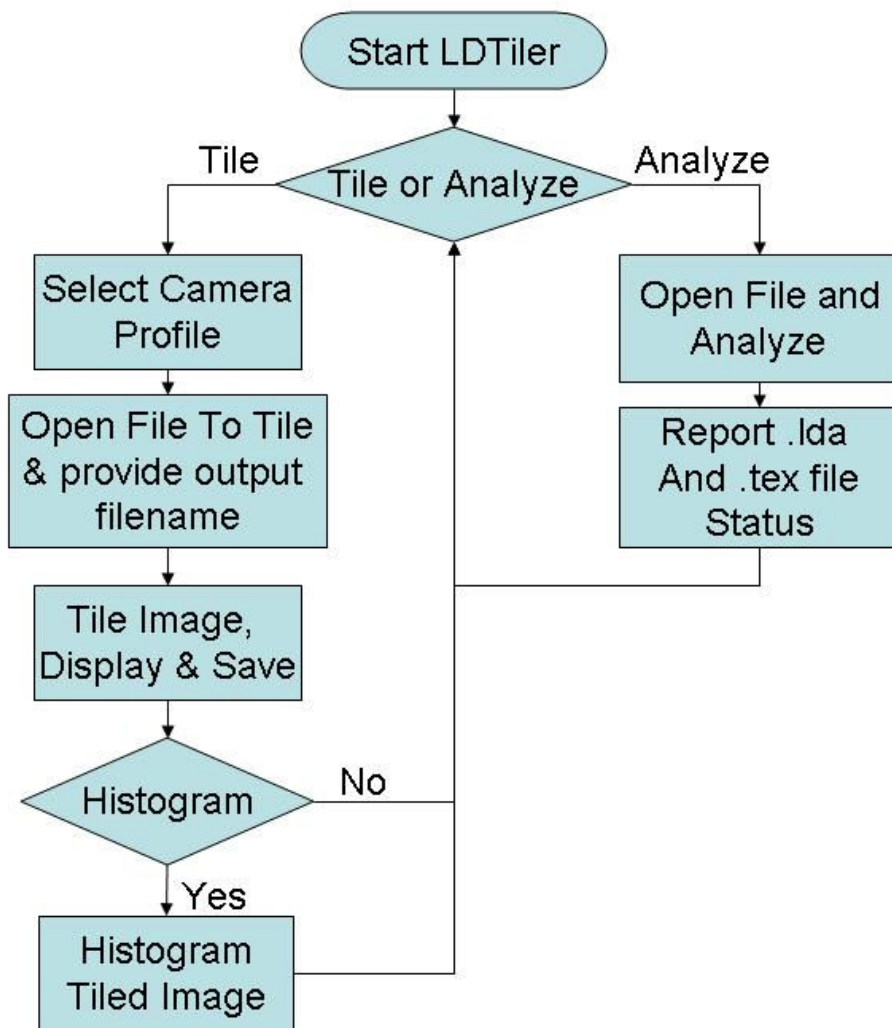 Start LDTiler
Tile or Analyze
Tile
Analyze
Select Camera
Profile
Open File To Tile
& provide output
filename
Tile Image,
Display & Save
Histogram
No
Yes
Histogram
Tiled Image
Open File and
Analyze
Report .lda
And .tex file
Status